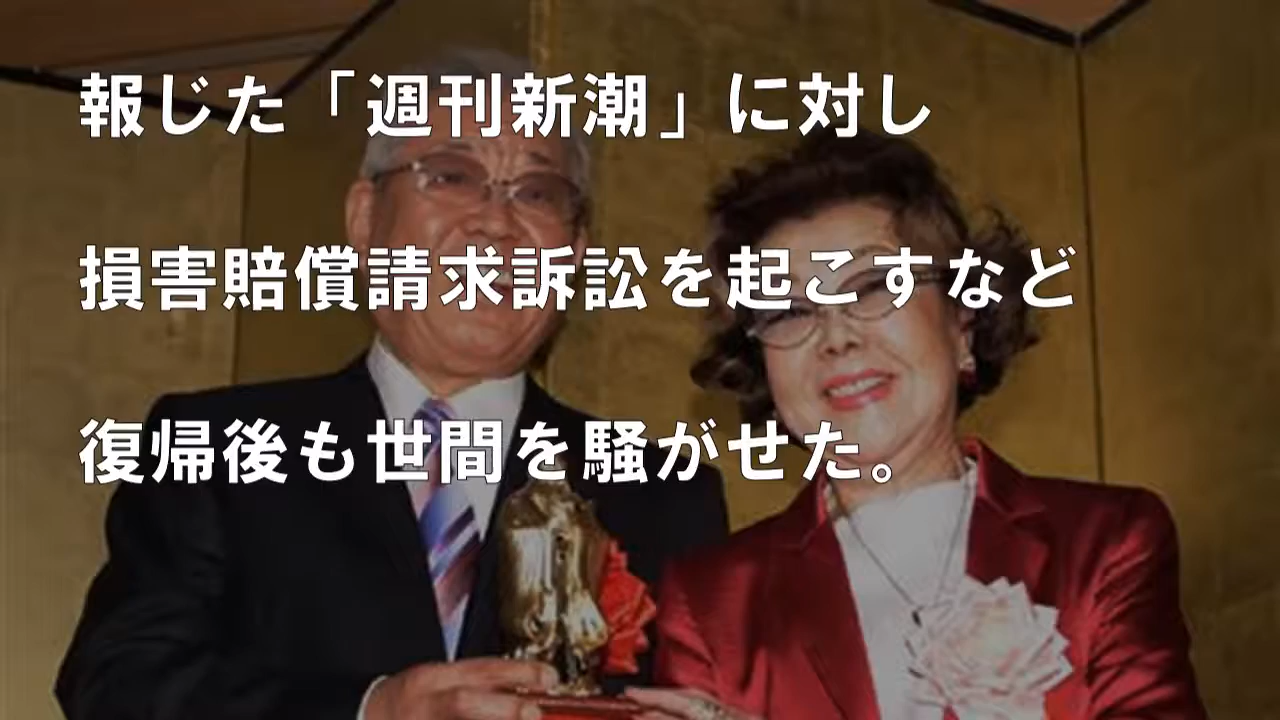 報じた「週刊新潮」に対し
損害賠償請求訴訟を起こすなど
復帰後も世間を騒がせた。